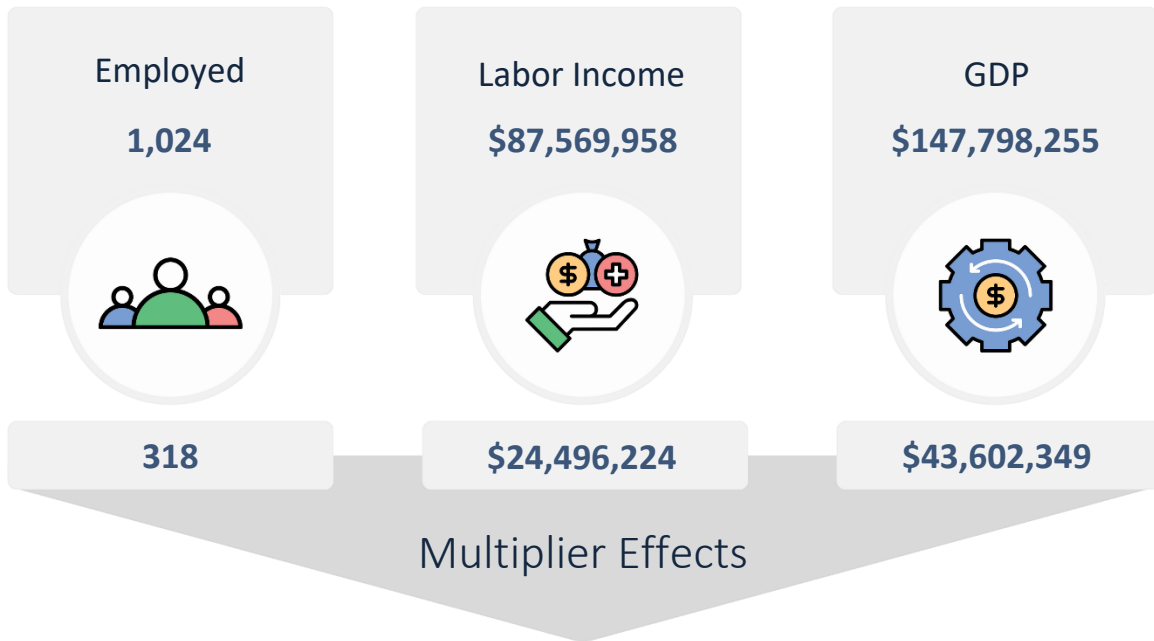 Employed
1,024
Labor Income
$87,569,958
GDP
$147,798,255
318
$24,496,224
$43,602,349
Multiplier Effects